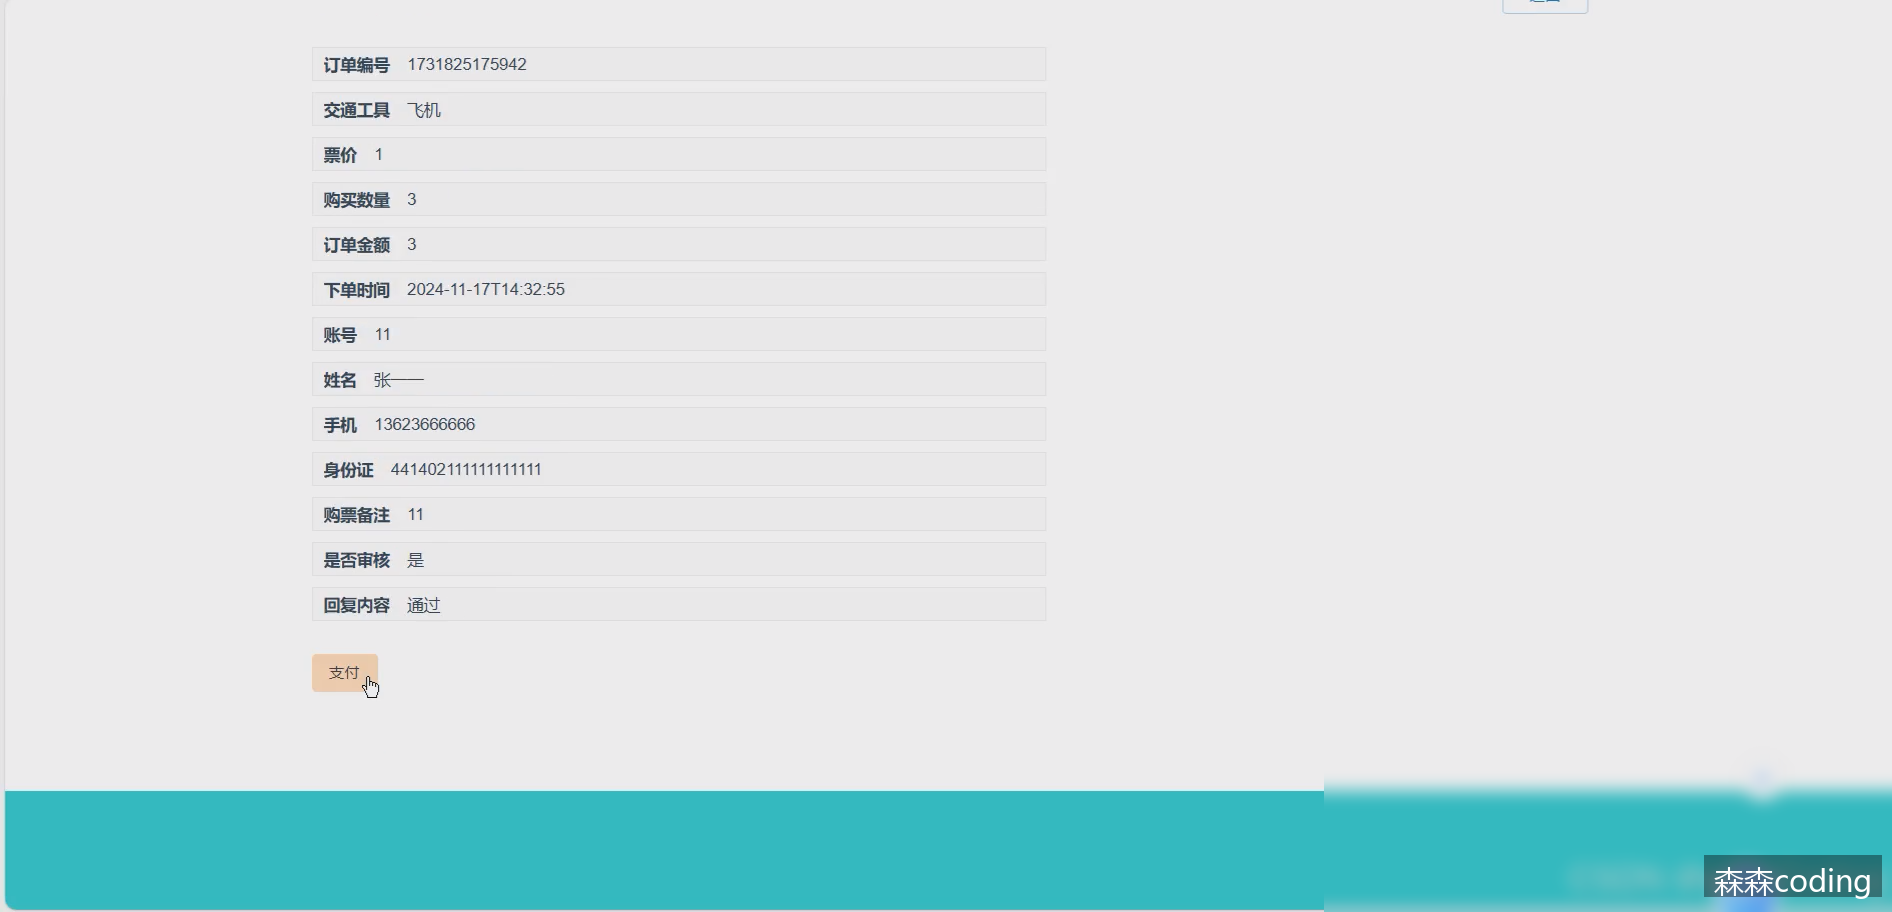 订单编号 1731825175942
交通工具 飞机
票价 1
购买数量 3
订单金额 3
下单时间 2024-11-17T14:32:55
账号 11
姓名 张一一
手机 13623666666
身份证 441402111111111111
购票备注 11
是否审核 是
回复内容 通过
支付
森森coding